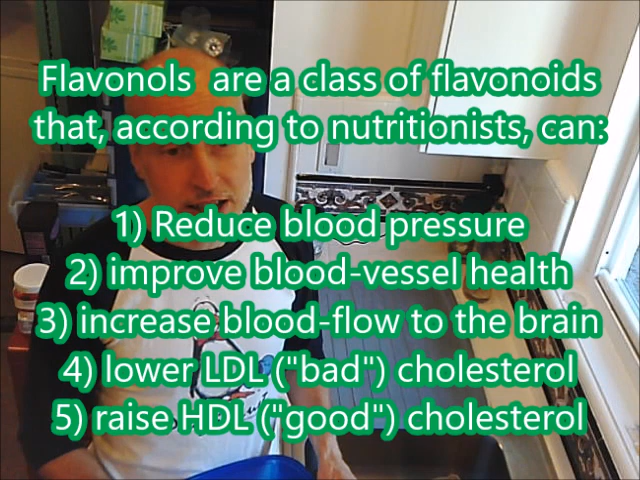 Flavonols are a class of flavonoids
that, according to nutritionists, can:
1) Reduce blood pressure
2) improve blood-vessel health
3) increase blood-flow to the brain
4) lower LDL ("bad") cholesterol
5) raise HDL ("good") cholesterol